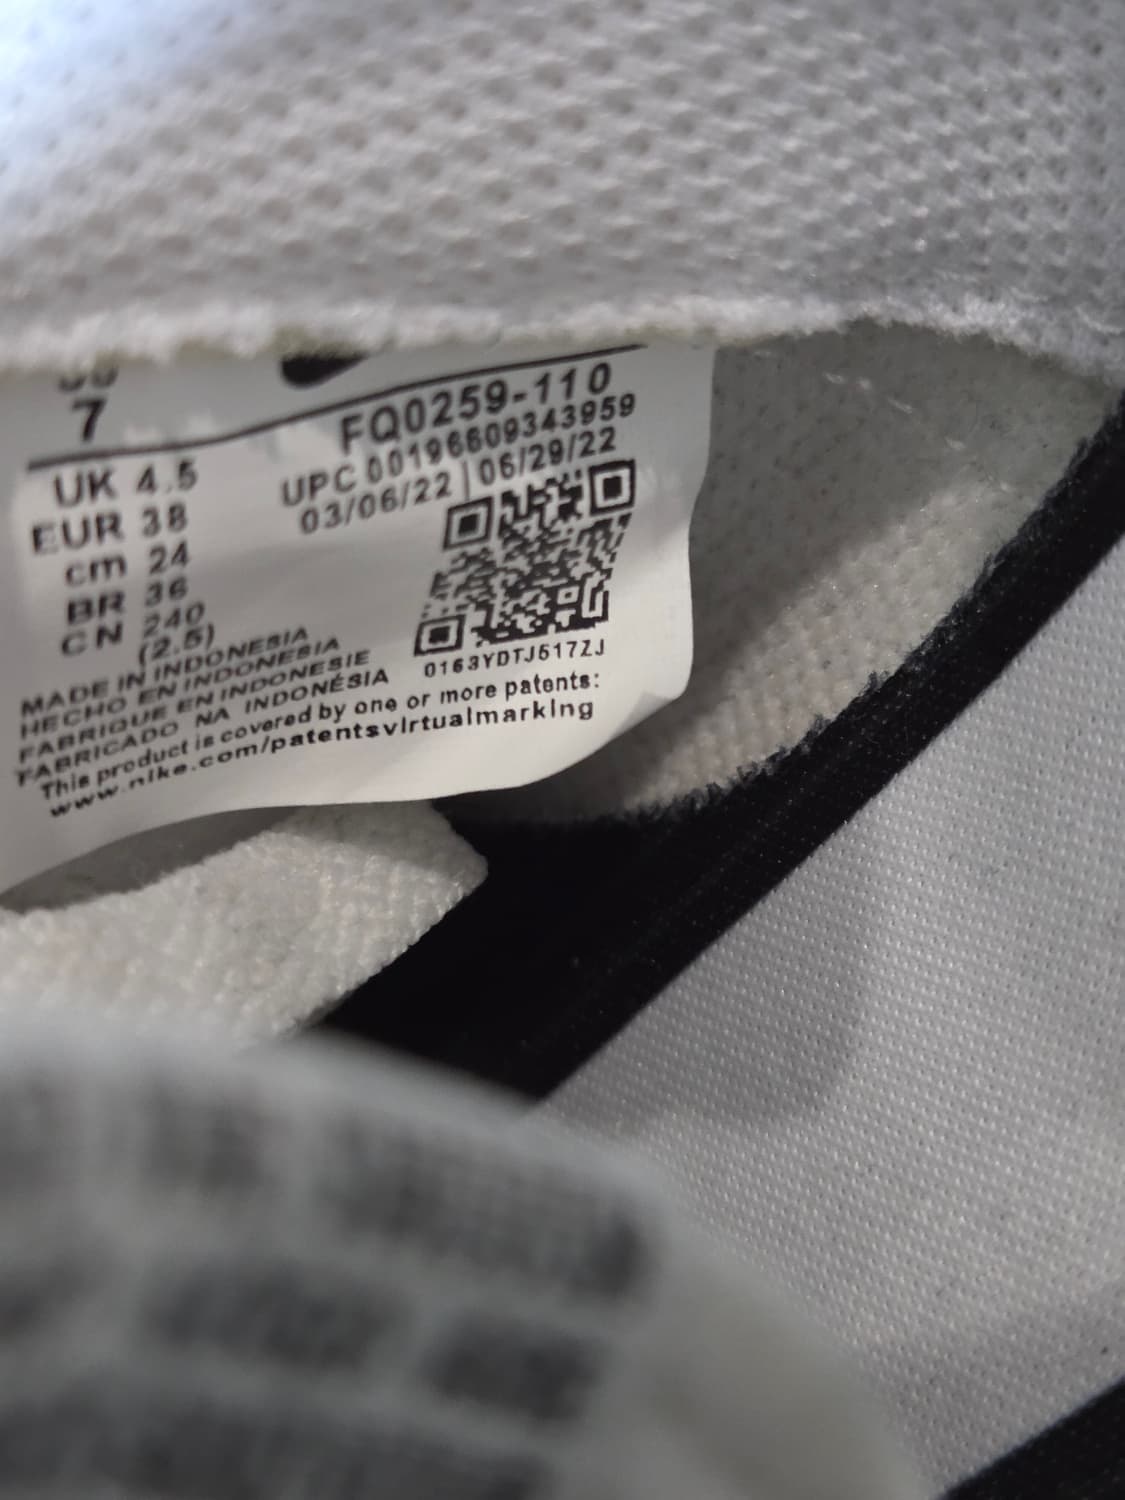 7
FQ0259-110
UPC 00196609343959
03/06/22 | 06/29/22
UK 4.5
EUR 38
cm 24
BR 36
CN 240
(2.5)
0163YDTJ517ZJ
MADE IN INDONESIA
HECHO EN INDONESIA
FABRIQUE EN INDONESIE
FABRICADO NA INDONÉSIA
This product is covered by one or more patents:
www.nike.com/patentsvirtualmarking